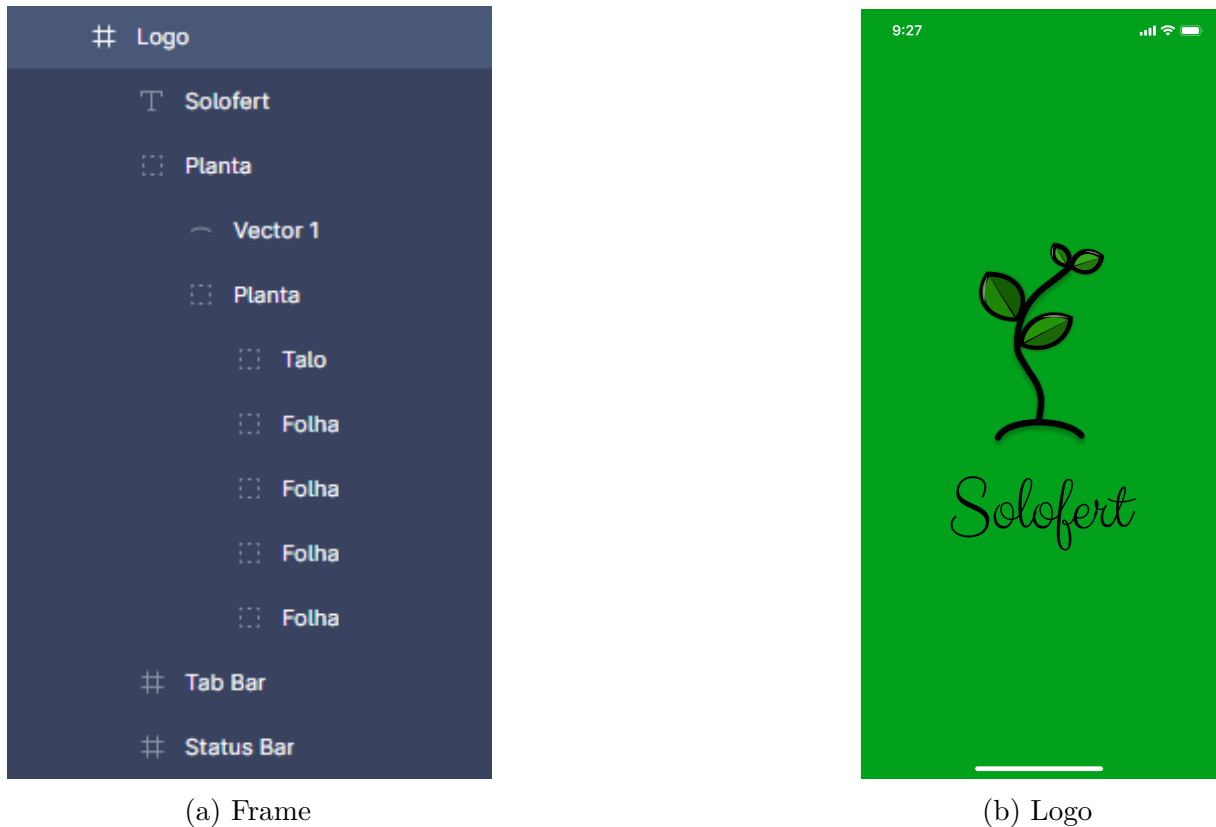 Logo
Solofert
Planta
Vector 1
Planta
Talo
Folha
Folha
Folha
Folha
Tab Bar
Status Bar
(a) Frame
9:27
Solofert
(b) Logo